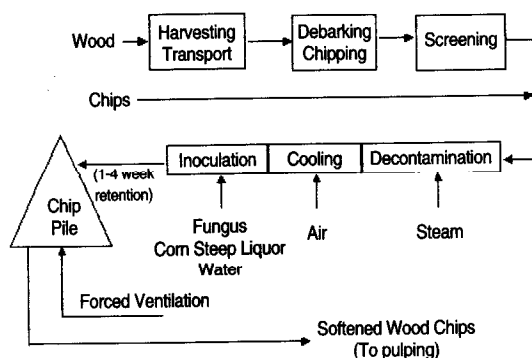 Wood
Harvesting
Transport
Debarking
Chipping
Screening
Chips
Inoculation
Cooling
Decontamination
(1-4 week
retention)
Chip
Pile
Fungus
Corn Steep Liquor
Water
Air
Steam
Forced Ventilation
Softened Wood Chips
(To pulping)